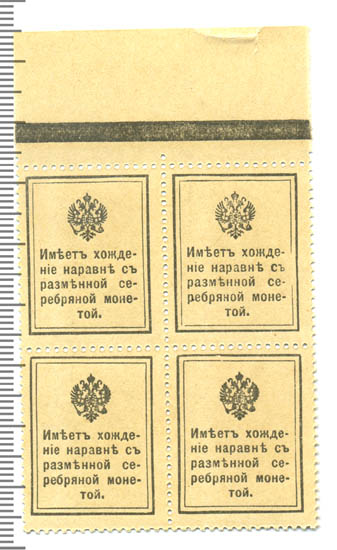 Имѣетъ хожде-
ніе наравнѣ съ
размѣнной се-
ребряной моне-
той.
Имѣетъ хожде-
ніе наравнѣ съ
размѣнной се-
ребряной моне-
той.
Имѣетъ хожде-
ніе наравнѣ съ
размѣнной се-
ребряной моне-
той.
Имѣетъ хожде-
ніе наравнѣ съ
размѣнной се-
ребряной моне-
той.